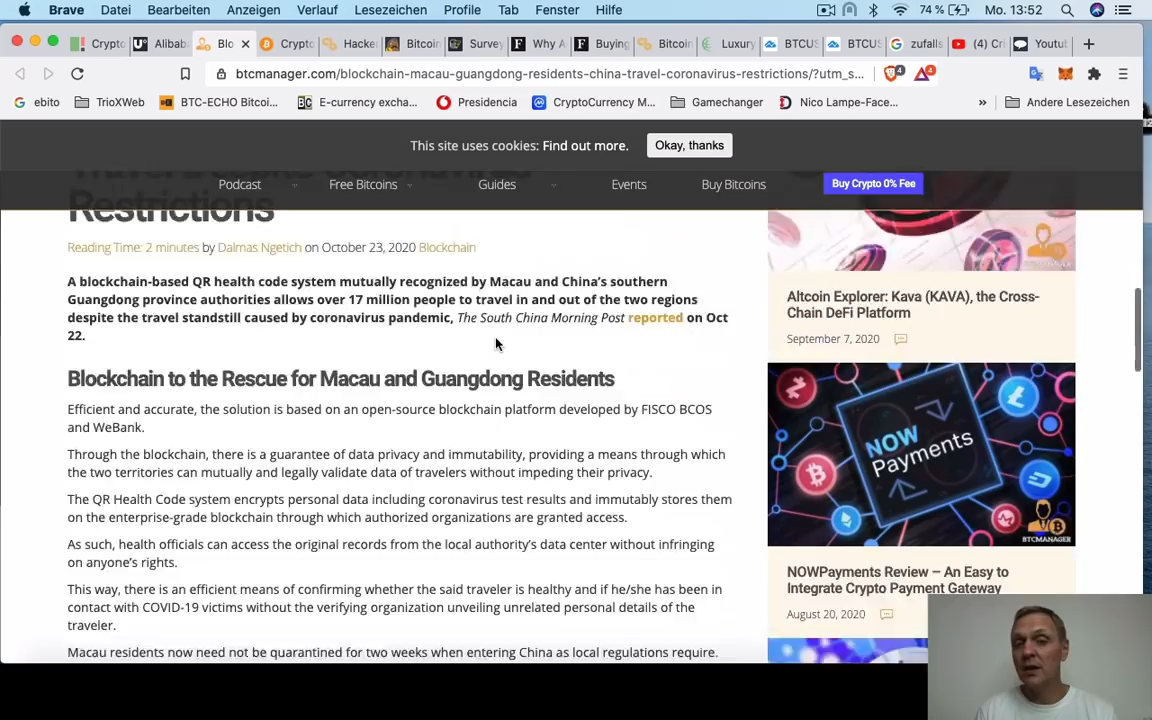 Brave Datei Bearbeiten Anzeigen Verlauf Lesezeichen Profile Tab Fenster Hilfe 74 % Mo. 13:52
Crypto Alibab Blo Crypto Hacke Bitcoin Surve Why A Buying Bitcoin Luxury BTCUS BTCUS zufalls (4) Cri Youtub
btcmanager.com/blockchain-macau-guangdong-residents-china-travel-coronavirus-restrictions/?utm_s... 4 4
ebito TrioXWeb BTC-ECHO Bitcoi... E-currency excha... Presidencia CryptoCurrency M... Gamechanger Nico Lampe-Face... » Andere Lesezeichen
This site uses cookies: Find out more. Okay, thanks
Podcast Free Bitcoins Guides Events Buy Bitcoins Buy Crypto 0% Fee
Restrictions
Reading Time: 2 minutes by Dalmas Ngetich on October 23, 2020 Blockchain
A blockchain-based QR health code system mutually recognized by Macau and China's southern
Guangdong province authorities allows over 17 million people to travel in and out of the two regions
despite the travel standstill caused by coronavirus pandemic, The South China Morning Post reported on Oct
22.
Blockchain to the Rescue for Macau and Guangdong Residents
Efficient and accurate, the solution is based on an open-source blockchain platform developed by FISCO BCOS
and WeBank.
Through the blockchain, there is a guarantee of data privacy and immutability, providing a means through which
the two territories can mutually and legally validate data of travelers without impeding their privacy.
The QR Health Code system encrypts personal data including coronavirus test results and immutably stores them
on the enterprise-grade blockchain through which authorized organizations are granted access.
As such, health officials can access the original records from the local authority's data center without infringing
on anyone's rights.
This way, there is an efficient means of confirming whether the said traveler is healthy and if he/she has been in
contact with COVID-19 victims without the verifying organization unveiling unrelated personal details of the
traveler.
Macau residents now need not be quarantined for two weeks when entering China as local regulations require.
Altcoin Explorer: Kava (KAVA), the Cross-
Chain DeFi Platform
September 7, 2020
NOW
Payments
BTCMANAGER
NOWPayments Review – An Easy to
Integrate Crypto Payment Gateway
August 20, 2020